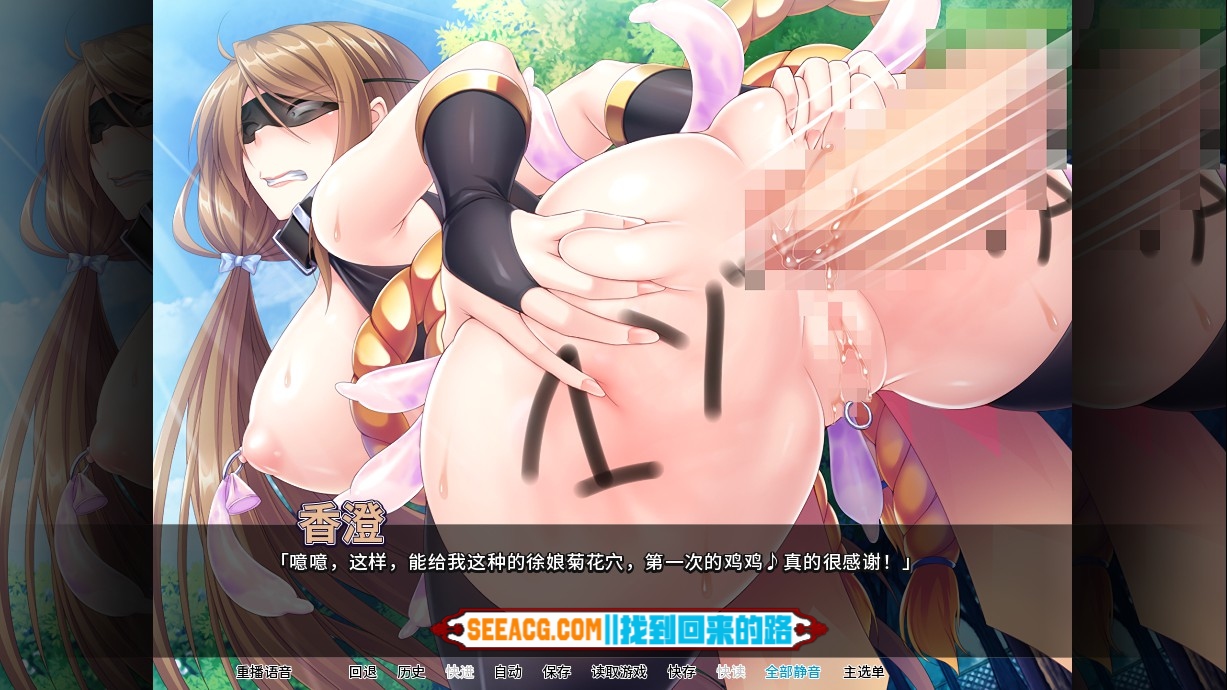 香澄
「噫噫，这样，能给我这种的徐娘菊花穴，第一次的鸡鸡♪真的很感谢！」
SEEACG.COM||找到回来的路
重播语音 回退 历史 快进 自动 保存 读取游戏 快存 快读 全部静音 主选单